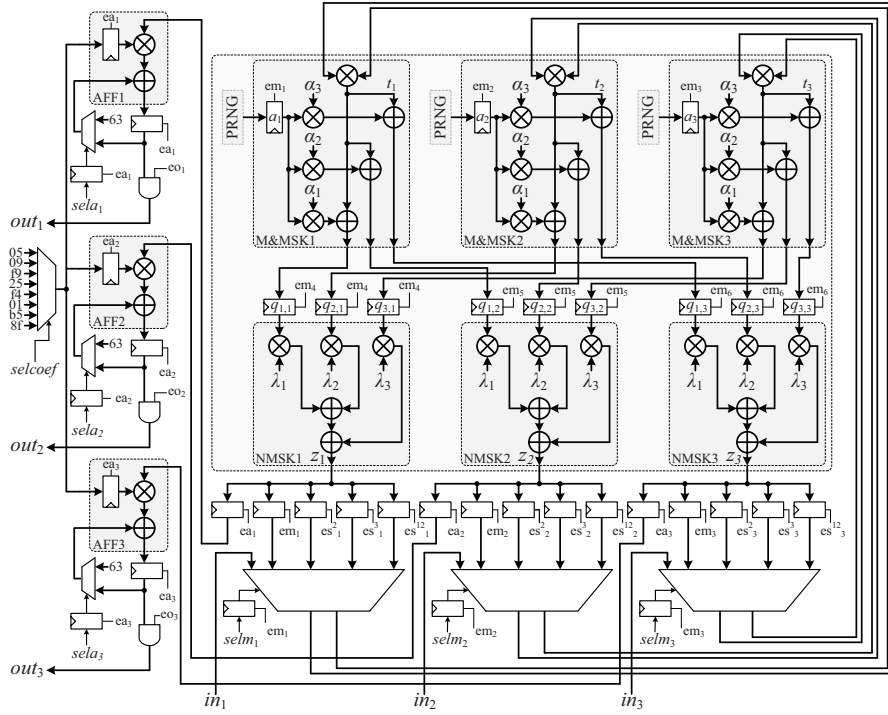 ea1
AFF1
63
ea1
ea1
eo1
sela1
out1
05
09
f9
25
f4
01
b5
8f
selcoef
ea2
AFF2
63
ea2
ea2
eo2
sela2
out2
ea3
AFF3
63
ea3
ea3
eo3
sela3
out3
PRNG
em1
a1
α3
t1
α2
α1
M&MSK1
PRNG
em2
a2
α3
t2
α2
α1
M&MSK2
PRNG
em3
a3
α3
t3
α2
α1
M&MSK3
q1,1 em4 q2,1 em4 q3,1 em4
q1,2 em5 q2,2 em5 q3,2 em5
q1,3 em6 q2,3 em6 q3,3 em6
λ1 λ2 λ3
λ1 λ2 λ3
λ1 λ2 λ3
NMSK1 z1
NMSK2 z2
NMSK3 z3
ea1 em1 es²1 es³1 es¹²1
ea2 em2 es²2 es³2 es¹²2
ea3 em3 es²3 es³3 es¹²3
selm1 em1
selm2 em2
selm3 em3
in1 in2 in3